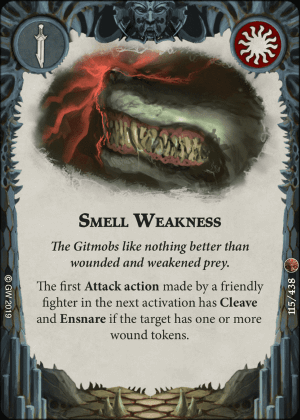 Smell Weakness
The Gitmobs like nothing better than
wounded and weakened prey.
The first Attack action made by a friendly
fighter in the next activation has Cleave
and Ensnare if the target has one or more
wound tokens.
© GW 2019
115/438